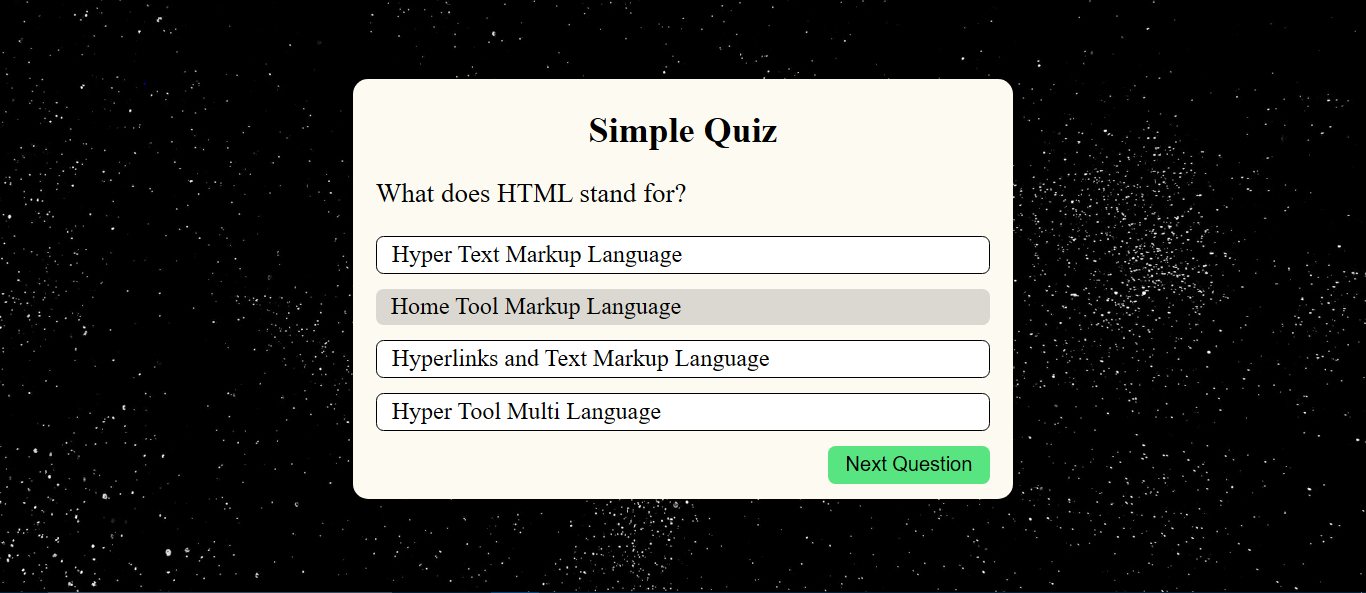 Simple Quiz
What does HTML stand for?
Hyper Text Markup Language
Home Tool Markup Language
Hyperlinks and Text Markup Language
Hyper Tool Multi Language
Next Question